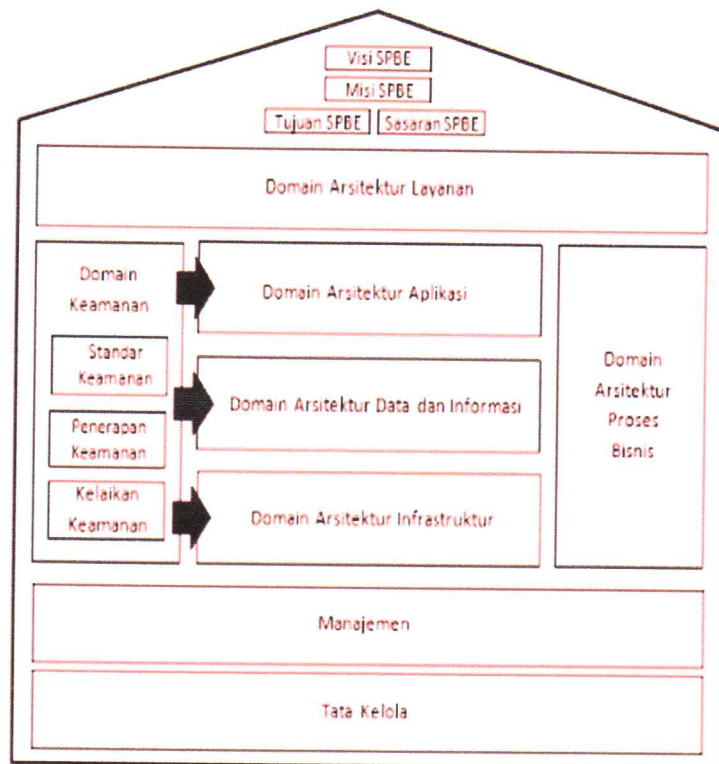 Visi SPBE
Misi SPBE
Tujuan SPBE
Sasaran SPBE
Domain Arsitektur Layanan
Domain
Keamanan
Standar
Keamanan
Penerapan
Keamanan
Kelaikan
Keamanan
Domain Arsitektur Aplikasi
Domain Arsitektur Data dan Informasi
Domain Arsitektur Infrastruktur
Domain
Arsitektur
Proses
Bisnis
Manajemen
Tata Kelola